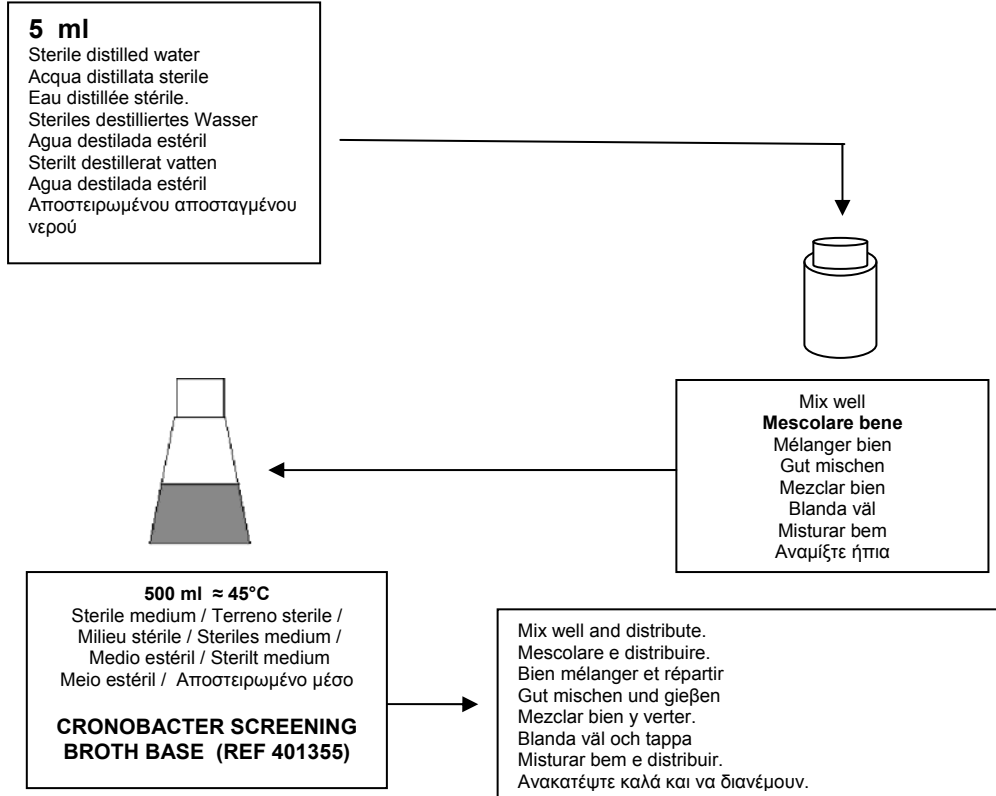 5 ml
Sterile distilled water
Acqua distillata sterile
Eau distillée stérile.
Steriles destilliertes Wasser
Agua destilada estéril
Sterilt destillerat vatten
Agua destilada estéril
Αποστειρωμένου αποσταγμένου
νερού
Mix well
Mescolare bene
Mélanger bien
Gut mischen
Mezclar bien
Blanda väl
Misturar bem
Αναμίξτε ήπια
500 ml ≈ 45°C
Sterile medium / Terreno sterile /
Milieu stérile / Steriles medium /
Medio estéril / Sterilt medium
Meio estéril / Αποστειρωμένο μέσο
CRONOBACTER SCREENING
BROTH BASE (REF 401355)
Mix well and distribute.
Mescolare e distribuire.
Bien mélanger et répartir
Gut mischen und gieβen
Mezclar bien y verter.
Blanda väl och tappa
Misturar bem e distribuir.
Ανακατέψτε καλά και να διανέμουν.